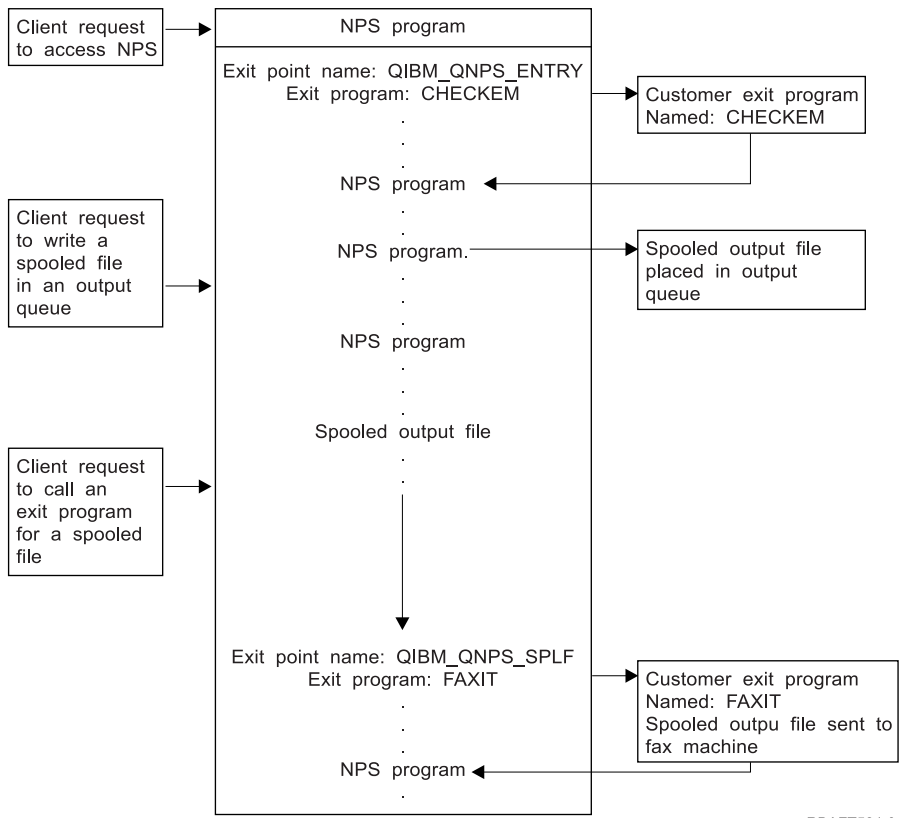 Client request
to access NPS
NPS program
Exit point name: QIBM_QNPS_ENTRY
Exit program: CHECKEM
Customer exit program
Named: CHECKEM
NPS program
Client request
to write a
spooled file
in an output
queue
NPS program.
Spooled output file
placed in output
queue
NPS program
Spooled output file
Client request
to call an
exit program
for a spooled
file
Exit point name: QIBM_QNPS_SPLF
Exit program: FAXIT
Customer exit program
Named: FAXIT
Spooled outpu file sent to
fax machine
NPS program